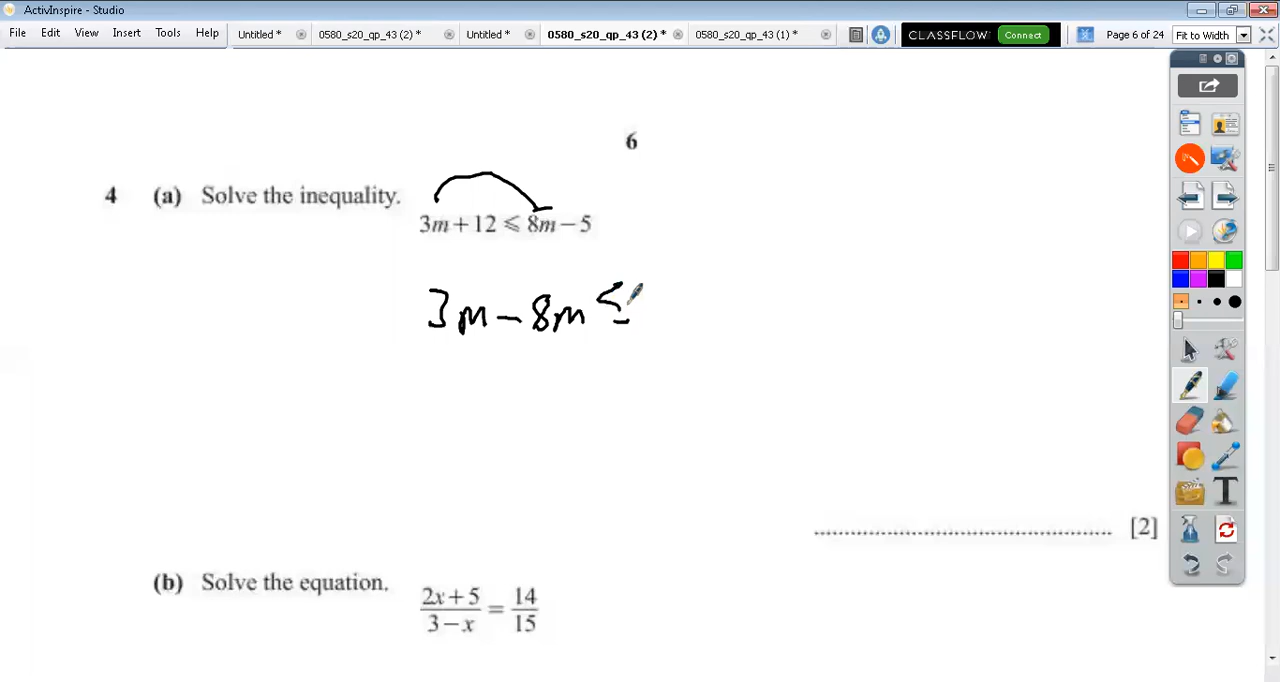 ActivInspire - Studio
File Edit View Insert Tools Help
Untitled * 0580_s20_qp_43 (2) * Untitled * 0580_s20_qp_43 (2) * 0580_s20_qp_43 (1) *
CLASSFLOW Connect
Page 6 of 24 Fit to Width
6
4 (a) Solve the inequality.
3m + 12 ⩽ 8m − 5
3m − 8m ≤
[2]
(b) Solve the equation.
2x + 5 / 3 − x = 14 / 15
T